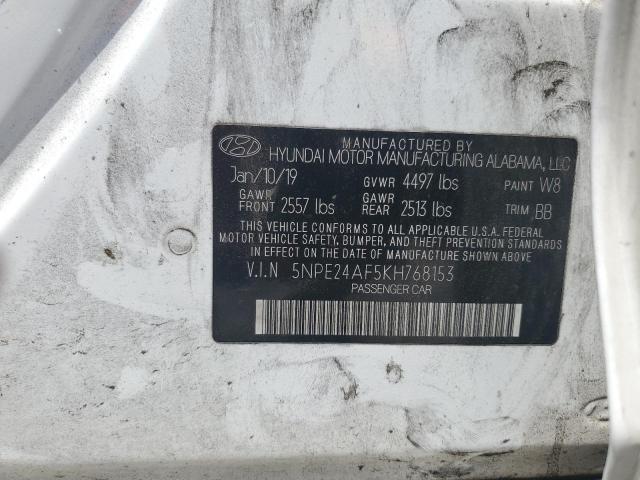 MANUFACTURED BY
HYUNDAI MOTOR MANUFACTURING ALABAMA, LLC
Jan/10/19 GVWR 4497 lbs PAINT W8
GAWR FRONT 2557 lbs GAWR REAR 2513 lbs TRIM BB
THIS VEHICLE CONFORMS TO ALL APPLICABLE U.S.A. FEDERAL
MOTOR VEHICLE SAFETY, BUMPER, AND THEFT PREVENTION STANDARDS
IN EFFECT ON THE DATE OF MANUFACTURE SHOWN ABOVE.
V.I.N 5NPE24AF5KH768153
PASSENGER CAR